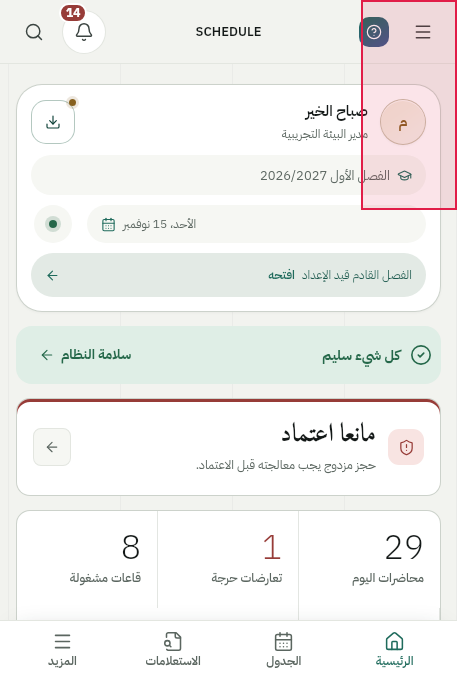 14
SCHEDULE
م
صباح الخير
مدير البيئة التجريبية
الفصل الأول 2026/2027
الأحد، 15 نوفمبر
الفصل القادم قيد الإعداد افتحه
كل شيء سليم
سلامة النظام
مانعا اعتماد
حجز مزدوج يجب معالجته قبل الاعتماد.
29
محاضرات اليوم
1
تعارضات حرجة
8
قاعات مشغولة
الرئيسية
الجدول
الاستعلامات
المزيد